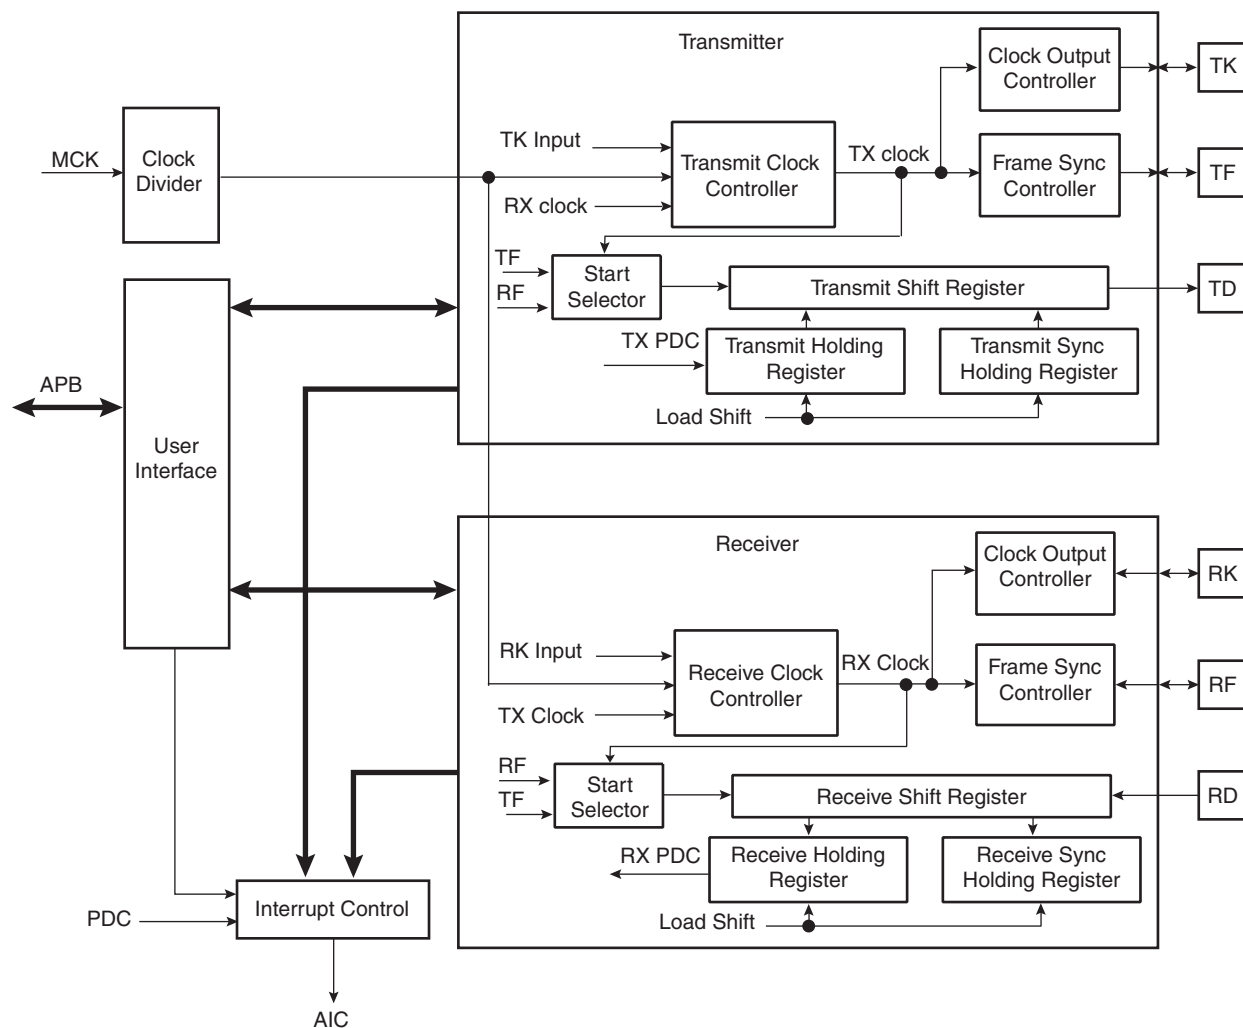 Transmitter
Clock Output
Controller
TK
MCK
Clock
Divider
TK Input
Transmit Clock
Controller
TX clock
Frame Sync
Controller
TF
RX clock
TF
RF
Start
Selector
Transmit Shift Register
TD
TX PDC
Transmit Holding
Register
Transmit Sync
Holding Register
Load Shift
APB
User
Interface
Receiver
Clock Output
Controller
RK
RK Input
Receive Clock
Controller
RX Clock
Frame Sync
Controller
RF
TX Clock
RF
TF
Start
Selector
Receive Shift Register
RD
RX PDC
Receive Holding
Register
Receive Sync
Holding Register
Load Shift
PDC
Interrupt Control
AIC